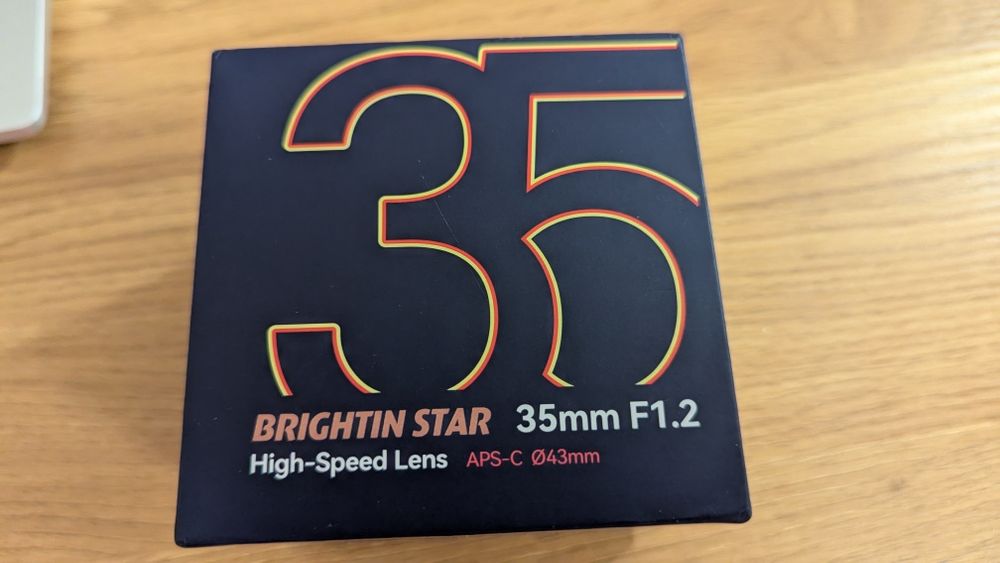 35
BRIGHTIN STAR 35mm F1.2
High-Speed Lens APS-C Ø43mm